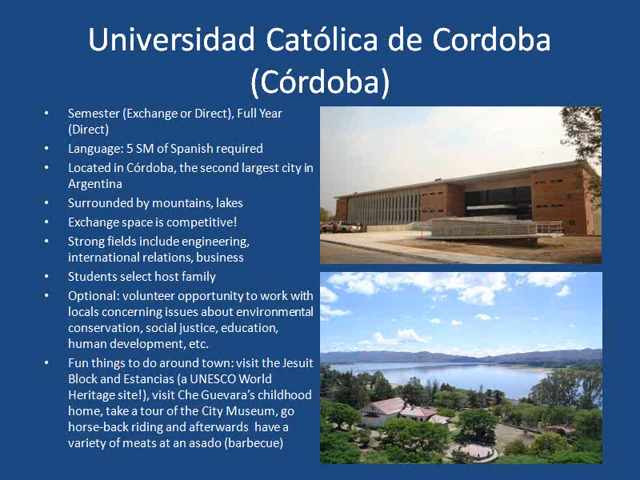 Universidad Católica de Cordoba
(Córdoba)
• Semester (Exchange or Direct), Full Year
(Direct)
• Language: 5 SM of Spanish required
• Located in Córdoba, the second largest city in
Argentina
• Surrounded by mountains, lakes
• Exchange space is competitive!
• Strong fields include engineering,
international relations, business
• Students select host family
• Optional: volunteer opportunity to work with
locals concerning issues about environmental
conservation, social justice, education,
human development, etc.
• Fun things to do around town: visit the Jesuit
Block and Estancias (a UNESCO World
Heritage site!), visit Che Guevara's childhood
home, take a tour of the City Museum, go
horse-back riding and afterwards have a
variety of meats at an asado (barbecue)